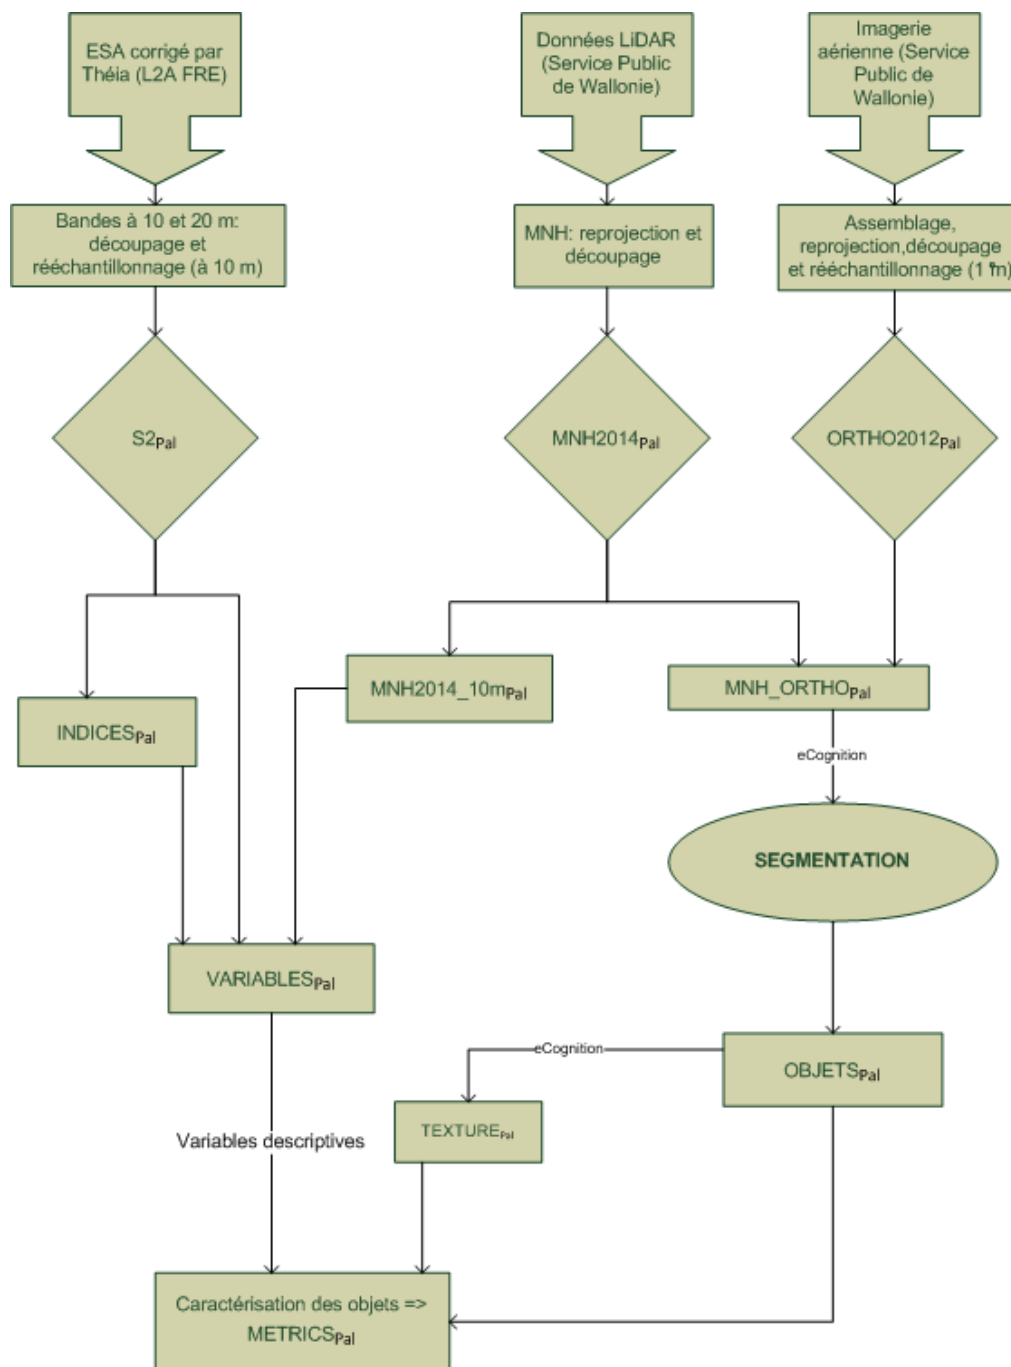 ESA corrigé par
Théia (L2A FRE)
Données LiDAR
(Service Public
de Wallonie)
Imagerie
aérienne (Service
Public de
Wallonie)
Bandes à 10 et 20 m:
découpage et
rééchantillonnage (à 10 m)
MNH: reprojection et
découpage
Assemblage,
reprojection,découpage
et rééchantillonnage (1 m)
S2Pal
MNH2014Pal
ORTHO2012Pal
MNH2014_10mPal
MNH_ORTHOPal
INDICESPal
eCognition
SEGMENTATION
VARIABLESPal
eCognition
OBJETSPal
TEXTUREPal
Variables descriptives
Caractérisation des objets =>
METRICSPal